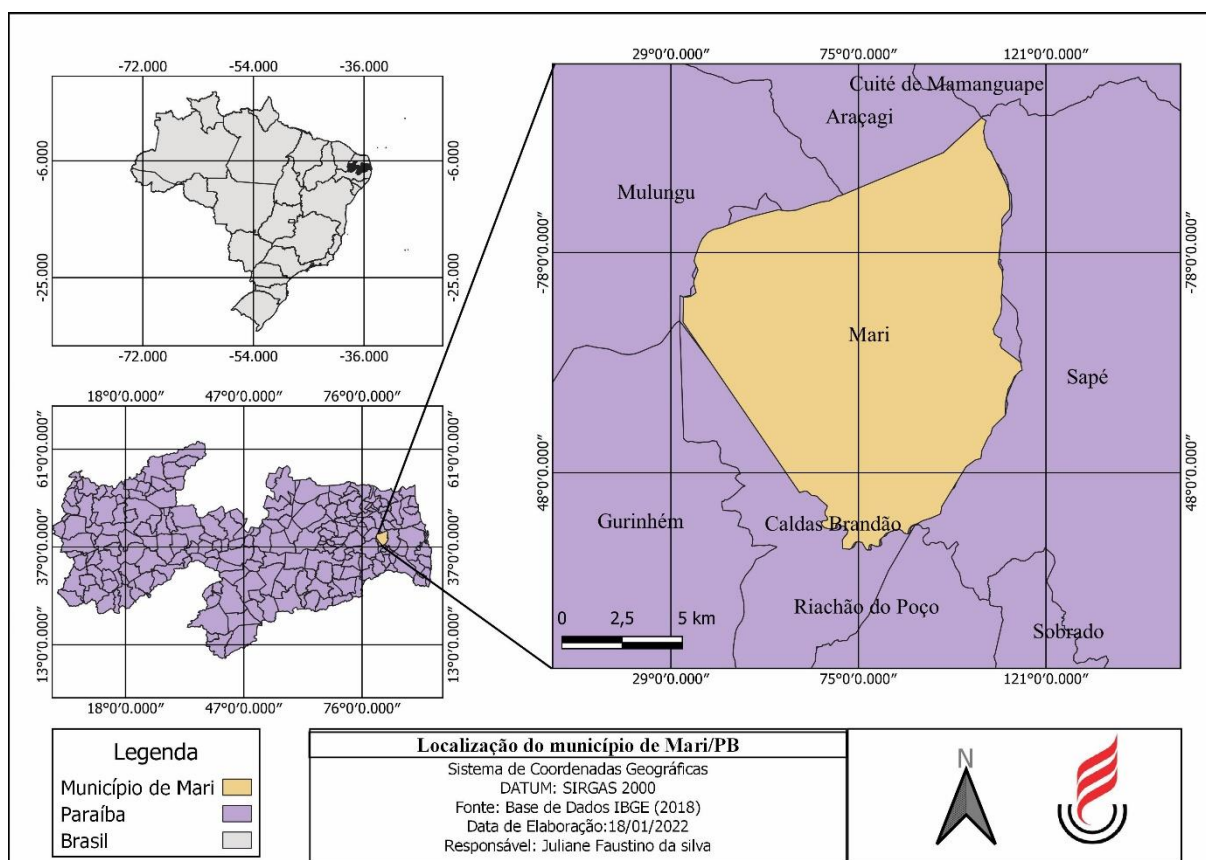 -72.000 -54.000 -36.000
-6.000
-6.000
-25.000
-25.000
-72.000 -54.000 -36.000
18°0'0.000" 47°0'0.000" 76°0'0.000"
61°0'0.000"
61°0'0.000"
37°0'0.000"
37°0'0.000"
13°0'0.000"
13°0'0.000"
18°0'0.000" 47°0'0.000" 76°0'0.000"
29°0'0.000" 75°0'0.000" 121°0'0.000"
Cuité de Mamanguape
Araçagi
Mulungu
-78°0'0.000"
-78°0'0.000"
Mari
Sapé
48°0'0.000"
48°0'0.000"
Gurinhém
Caldas Brandão
Riachão do Poço
Sobrado
0 2,5 5 km
29°0'0.000" 75°0'0.000" 121°0'0.000"
Legenda
Município de Mari
Paraíba
Brasil
Localização do município de Mari/PB
Sistema de Coordenadas Geográficas
DATUM: SIRGAS 2000
Fonte: Base de Dados IBGE (2018)
Data de Elaboração:18/01/2022
Responsável: Juliane Faustino da silva
N